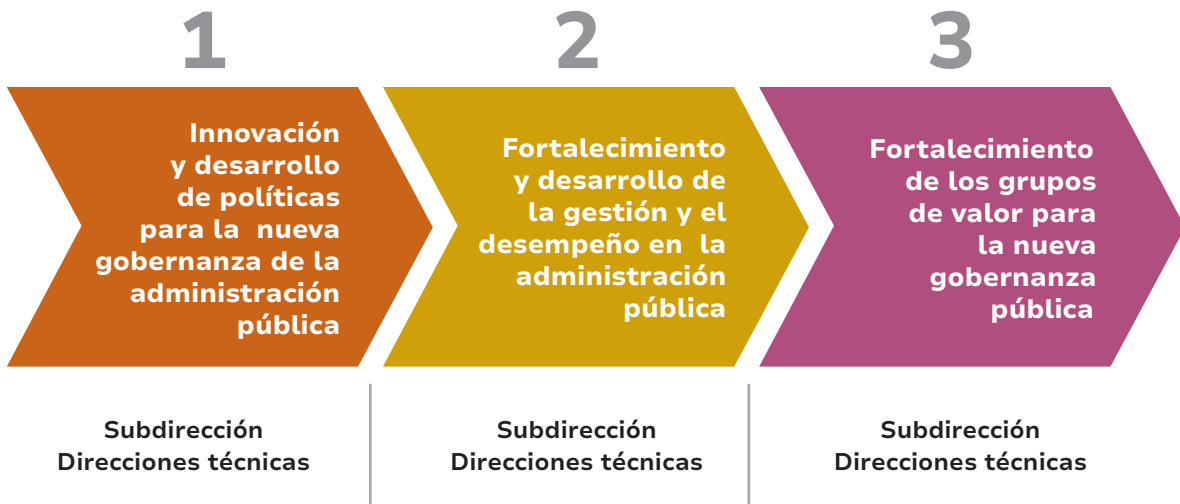 1
Innovación
y desarrollo
de políticas
para la nueva
gobernanza de la
administración
pública
Subdirección
Direcciones técnicas
2
Fortalecimiento
y desarrollo de
la gestión y el
desempeño en la
administración
pública
Subdirección
Direcciones técnicas
3
Fortalecimiento
de los grupos
de valor para
la nueva
gobernanza
pública
Subdirección
Direcciones técnicas